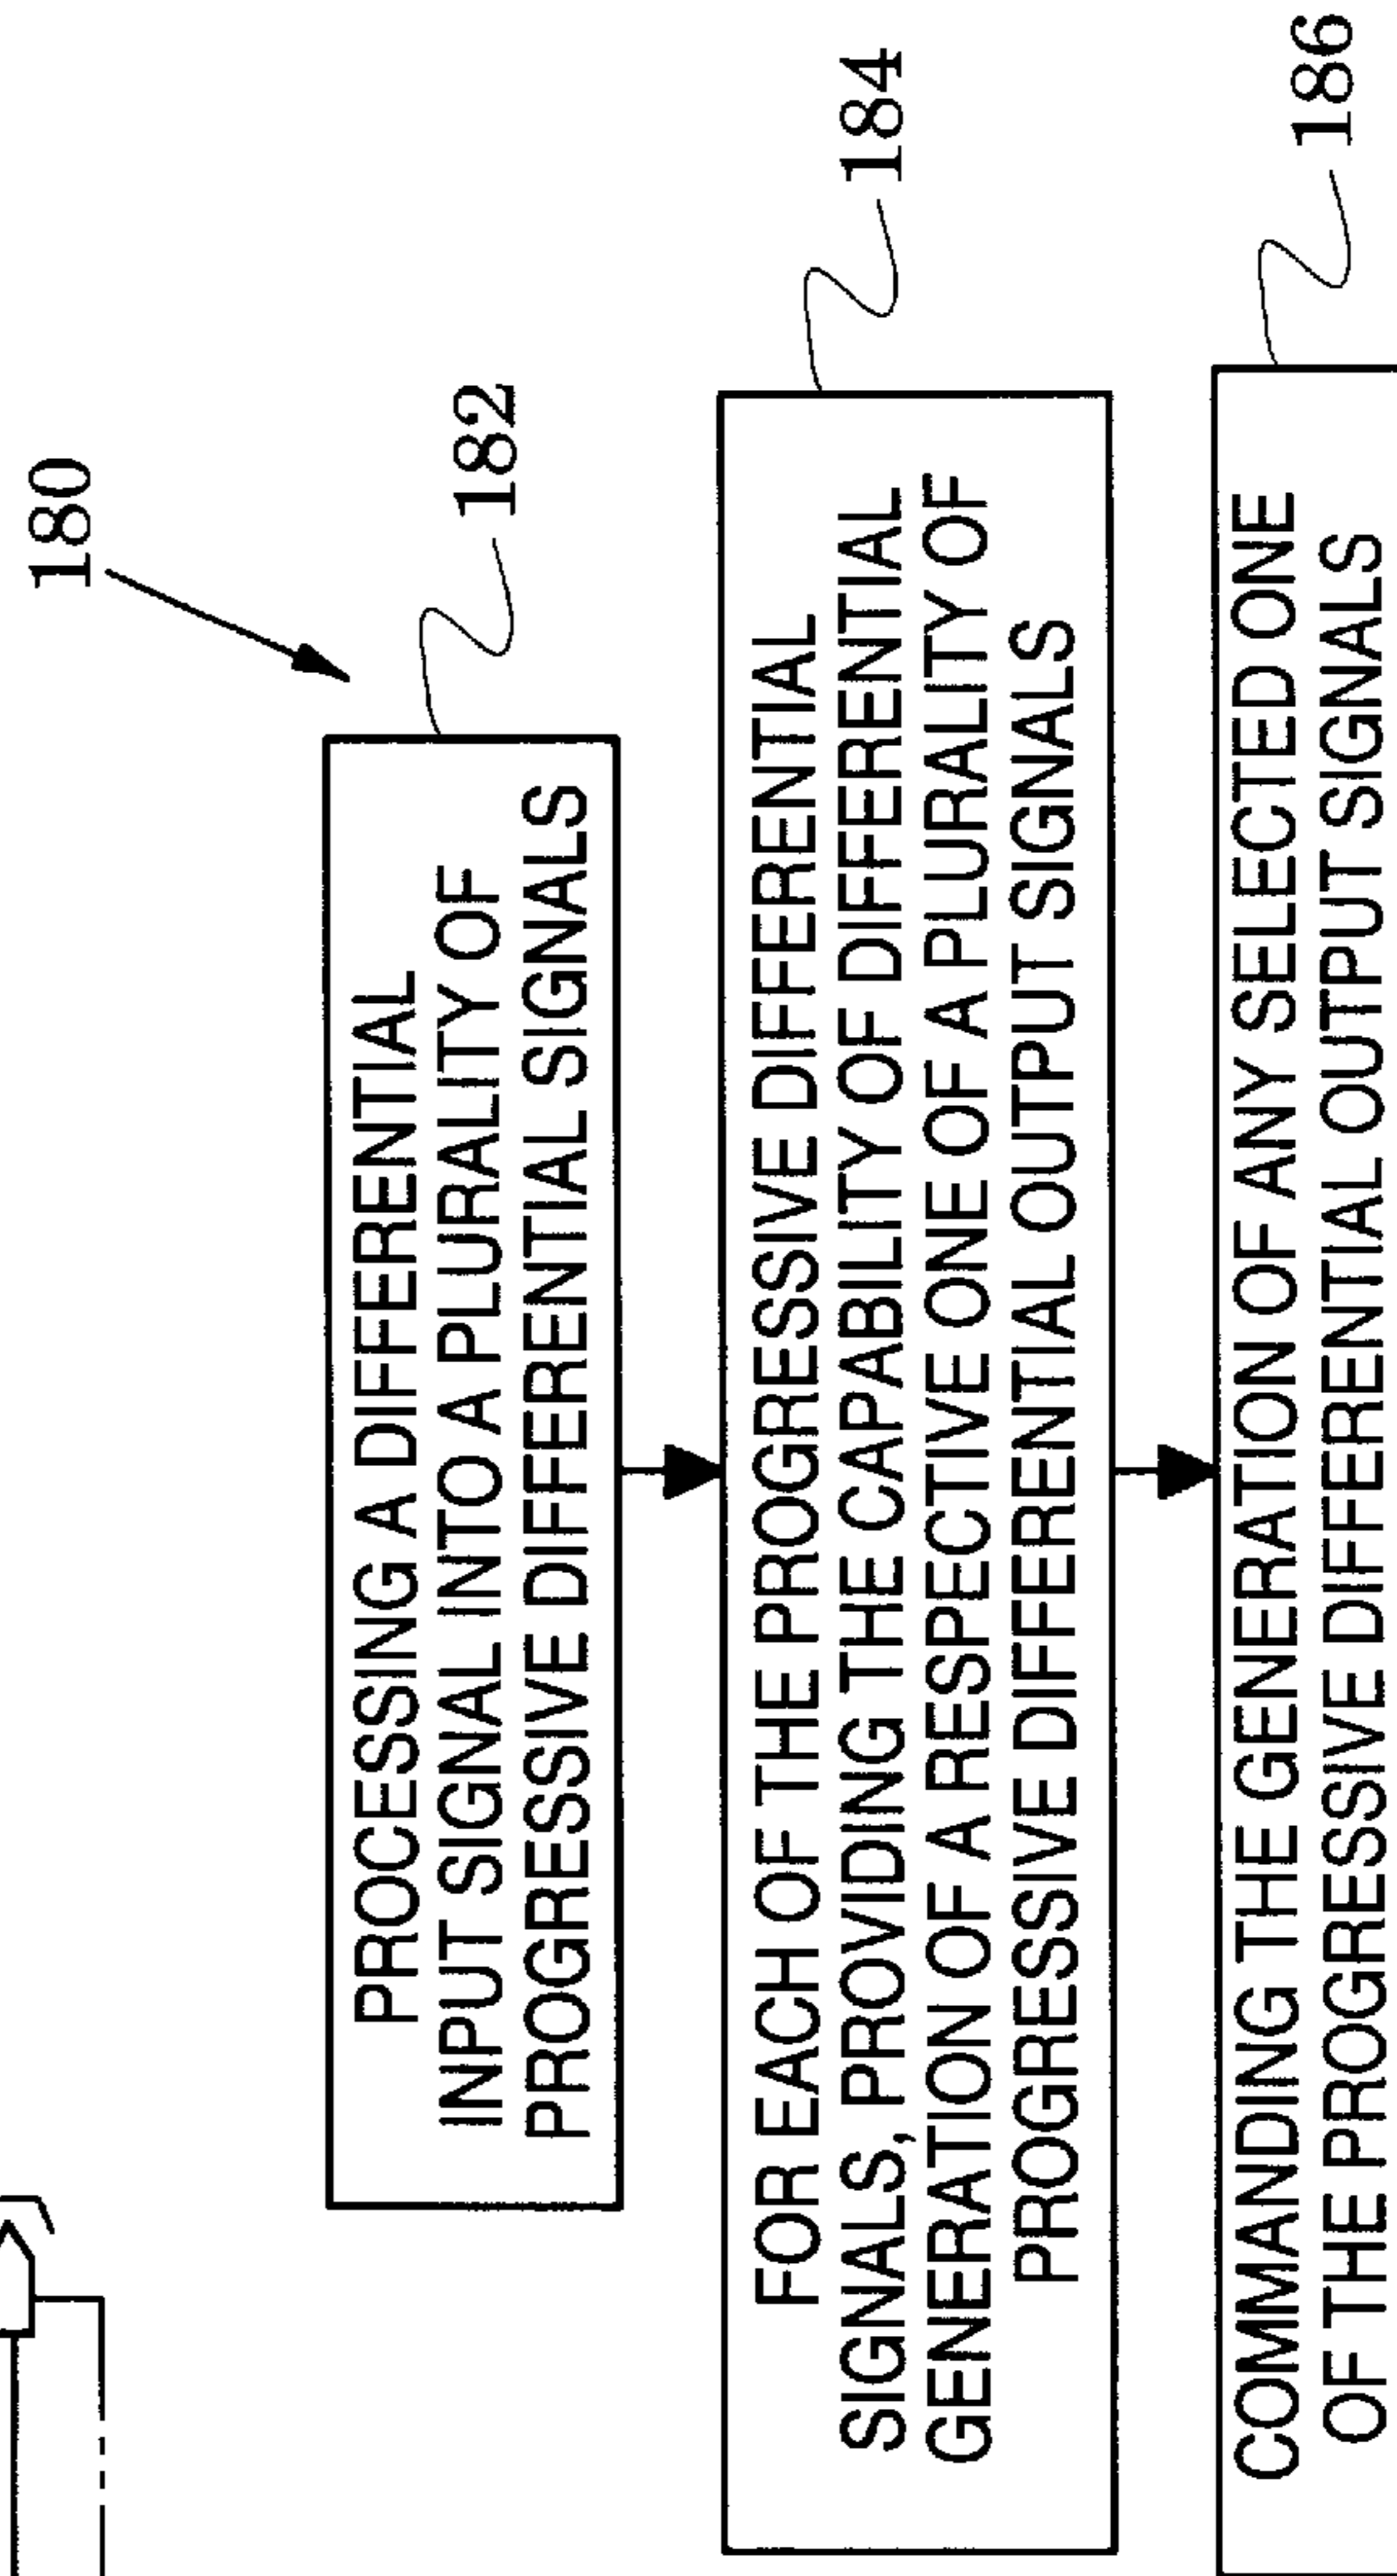 180
182
PROCESSING A DIFFERENTIAL
INPUT SIGNAL INTO A PLURALITY OF
PROGRESSIVE DIFFERENTIAL SIGNALS
184
FOR EACH OF THE PROGRESSIVE DIFFERENTIAL
SIGNALS, PROVIDING THE CAPABILITY OF DIFFERENTIAL
GENERATION OF A RESPECTIVE ONE OF A PLURALITY OF
PROGRESSIVE DIFFERENTIAL OUTPUT SIGNALS
186
COMMANDING THE GENERATION OF ANY SELECTED ONE
OF THE PROGRESSIVE DIFFERENTIAL OUTPUT SIGNALS